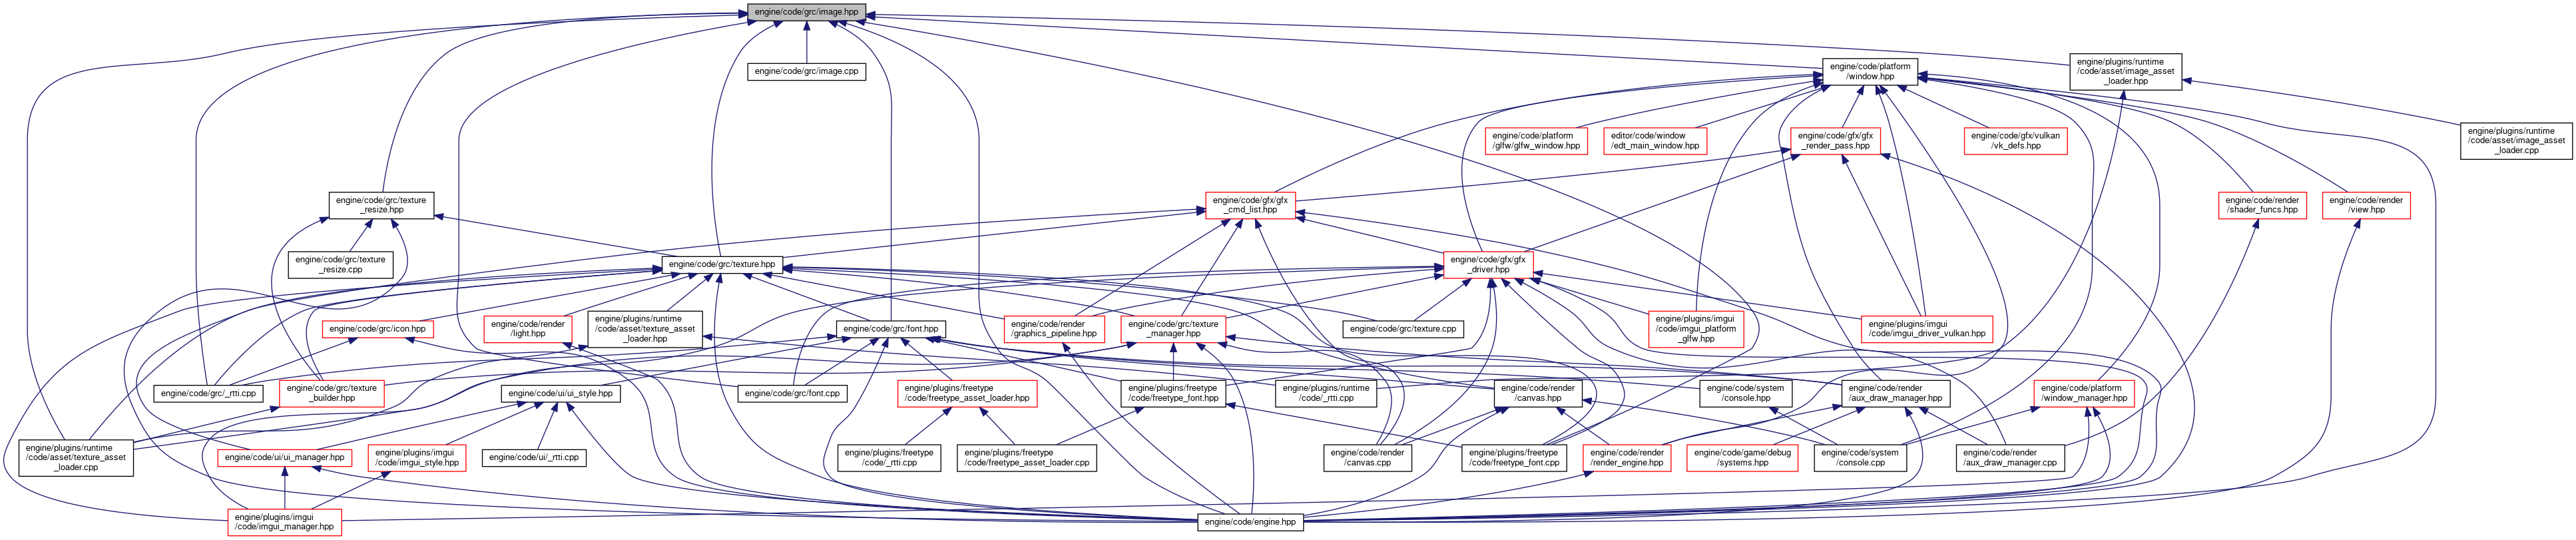 engine/code/grc/image.hpp
engine/code/grc/image.cpp
engine/code/platform
/window.hpp
engine/plugins/runtime
/code/asset/image_asset
_loader.hpp
engine/code/platform
/glfw/glfw_window.hpp
editor/code/window
/edt_main_window.hpp
engine/code/gfx/gfx
_render_pass.hpp
engine/code/gfx/vulkan
/vk_defs.hpp
engine/plugins/runtime
/code/asset/image_asset
_loader.cpp
engine/code/grc/texture
_resize.hpp
engine/code/gfx/gfx
_cmd_list.hpp
engine/code/render
/shader_funcs.hpp
engine/code/render
/view.hpp
engine/code/grc/texture
_resize.cpp
engine/code/grc/texture.hpp
engine/code/gfx/gfx
_driver.hpp
engine/code/grc/icon.hpp
engine/code/render
/light.hpp
engine/plugins/runtime
/code/asset/texture_asset
_loader.hpp
engine/code/grc/font.hpp
engine/code/render
/graphics_pipeline.hpp
engine/code/grc/texture
_manager.hpp
engine/code/grc/texture.cpp
engine/plugins/imgui
/code/imgui_platform
_glfw.hpp
engine/plugins/imgui
/code/imgui_driver_vulkan.hpp
engine/code/grc/_rtti.cpp
engine/code/grc/texture
_builder.hpp
engine/code/ui/ui_style.hpp
engine/code/grc/font.cpp
engine/plugins/freetype
/code/freetype_asset_loader.hpp
engine/plugins/freetype
/code/freetype_font.hpp
engine/plugins/runtime
/code/_rtti.cpp
engine/code/render
/canvas.hpp
engine/code/system
/console.hpp
engine/code/render
/aux_draw_manager.hpp
engine/code/platform
/window_manager.hpp
engine/plugins/runtime
/code/asset/texture_asset
_loader.cpp
engine/code/ui/ui_manager.hpp
engine/plugins/imgui
/code/imgui_style.hpp
engine/code/ui/_rtti.cpp
engine/plugins/freetype
/code/_rtti.cpp
engine/plugins/freetype
/code/freetype_asset_loader.cpp
engine/code/render
/canvas.cpp
engine/plugins/freetype
/code/freetype_font.cpp
engine/code/render
/render_engine.hpp
engine/code/game/debug
/systems.hpp
engine/code/system
/console.cpp
engine/code/render
/aux_draw_manager.cpp
engine/plugins/imgui
/code/imgui_manager.hpp
engine/code/engine.hpp